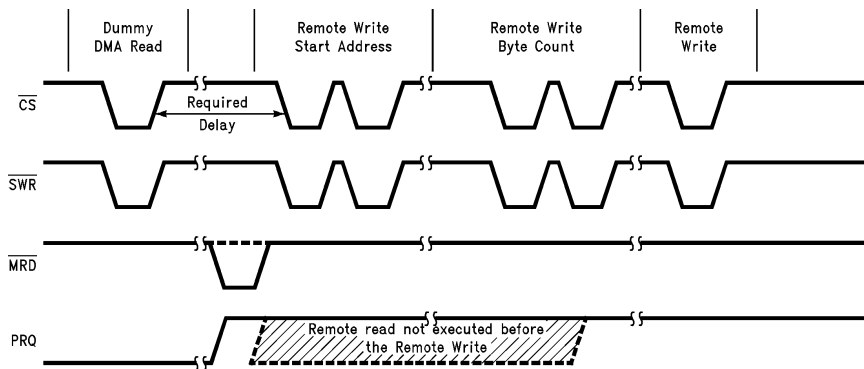 Dummy
DMA Read
Remote Write
Start Address
Remote Write
Byte Count
Remote
Write
CS
Required
Delay
SWR
MRD
PRQ
Remote read not executed before
the Remote Write